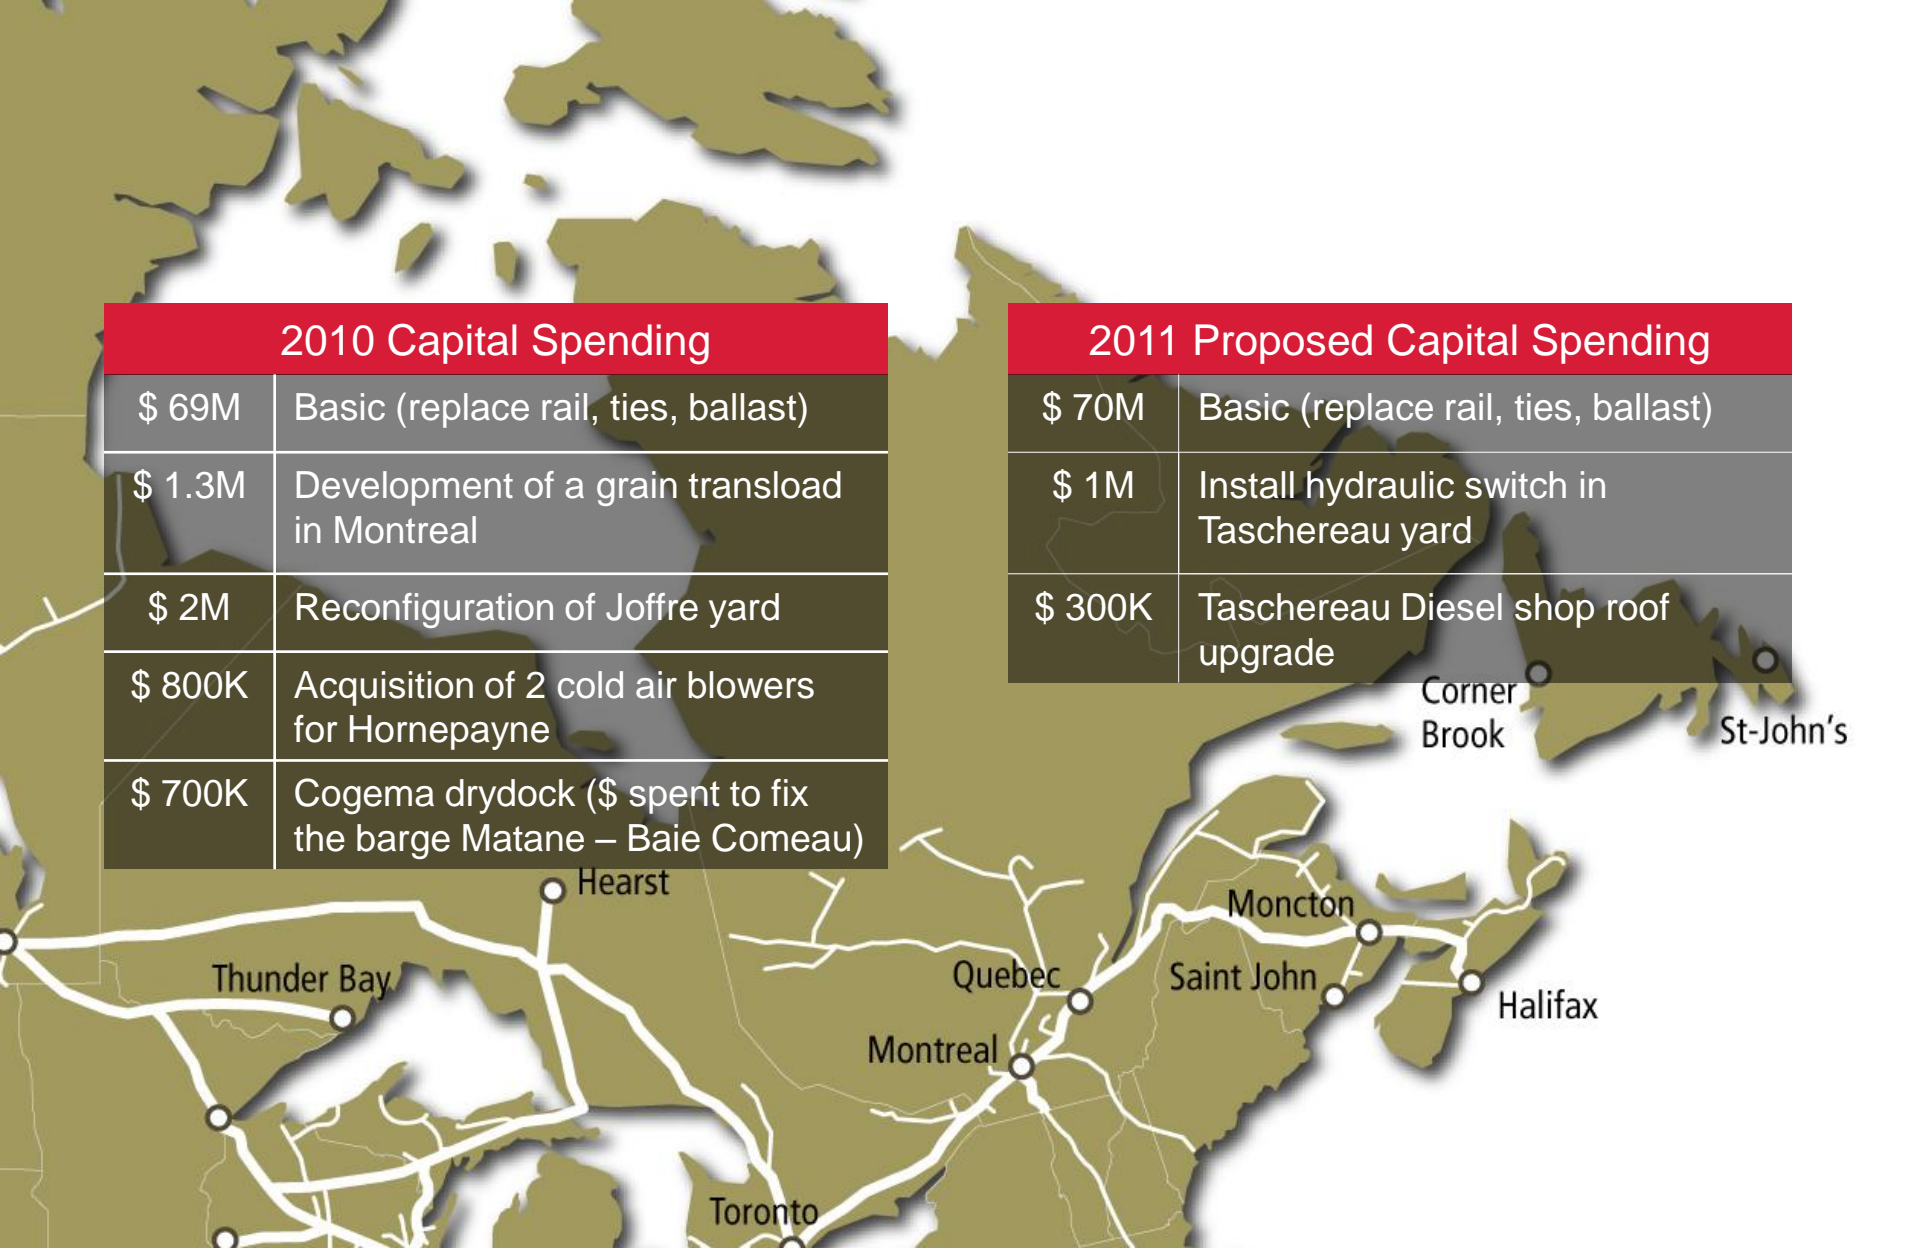 2010 Capital Spending
$ 69M Basic (replace rail, ties, ballast)
$ 1.3M Development of a grain transload
in Montreal
$ 2M Reconfiguration of Joffre yard
$ 800K Acquisition of 2 cold air blowers
for Hornepayne
$ 700K Cogema drydock ($ spent to fix
the barge Matane – Baie Comeau)
2011 Proposed Capital Spending
$ 70M Basic (replace rail, ties, ballast)
$ 1M Install hydraulic switch in
Taschereau yard
$ 300K Taschereau Diesel shop roof
upgrade
Corner
Brook
St-John's
Hearst
Moncton
Thunder Bay
Quebec
Saint John
Halifax
Montreal
Toronto